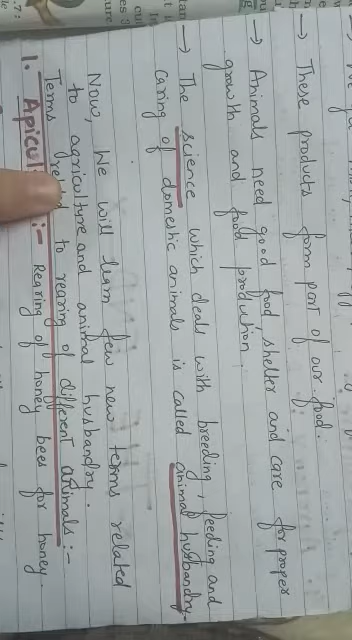 → These products form part of our food.
→ Animals need good food shelter and care for proper
growth and food production.
→ The science which deals with breeding, feeding and
caring of domestic animals is called animal husbandry.
Now, We will learn few new terms related
to agriculture and animal husbandry.
Terms to rearing of different animals :-
1. Apicul :- Rearing of honey bees for honey.